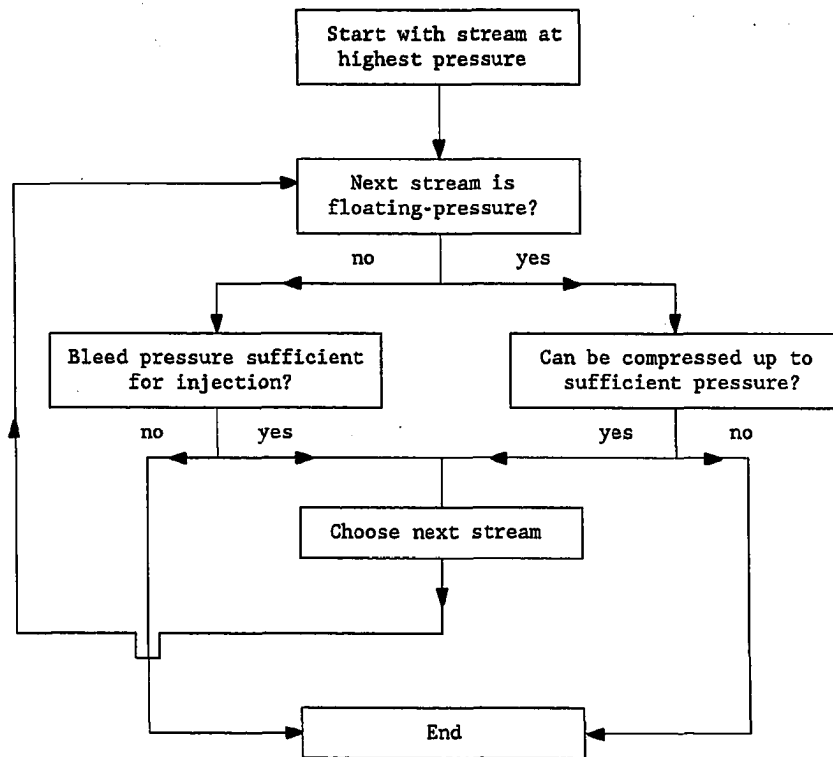 Start with stream at
highest pressure
Next stream is
floating-pressure?
no
yes
Bleed pressure sufficient
for injection?
Can be compressed up to
sufficient pressure?
no
yes
yes
no
Choose next stream
End